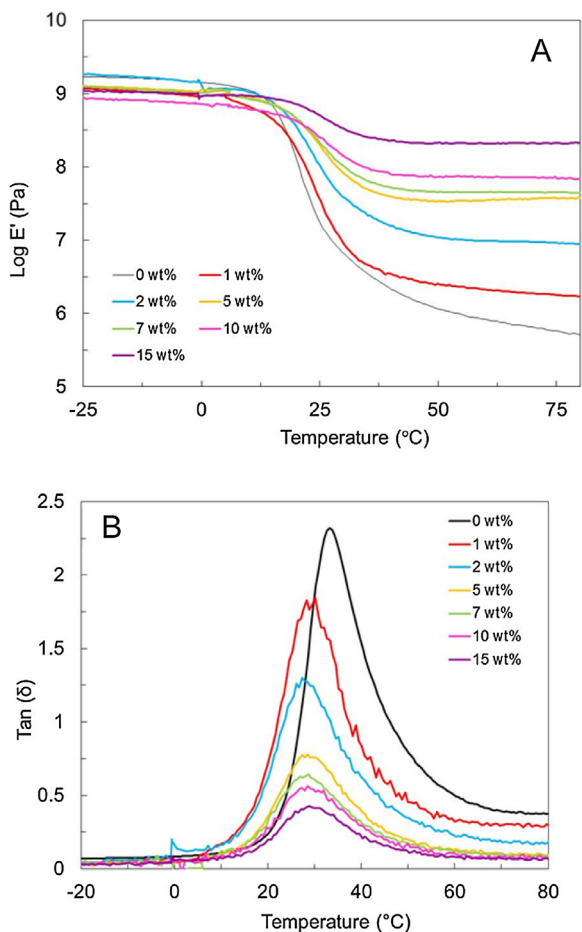 A
10
9
8
7
6
5
Log E' (Pa)
0 wt% 1 wt%
2 wt% 5 wt%
7 wt% 10 wt%
15 wt%
-25 0 25 50 75
Temperature (°C)
B
2.5
2
1.5
1
0.5
0
Tan (δ)
0 wt%
1 wt%
2 wt%
5 wt%
7 wt%
10 wt%
15 wt%
-20 0 20 40 60 80
Temperature (°C)